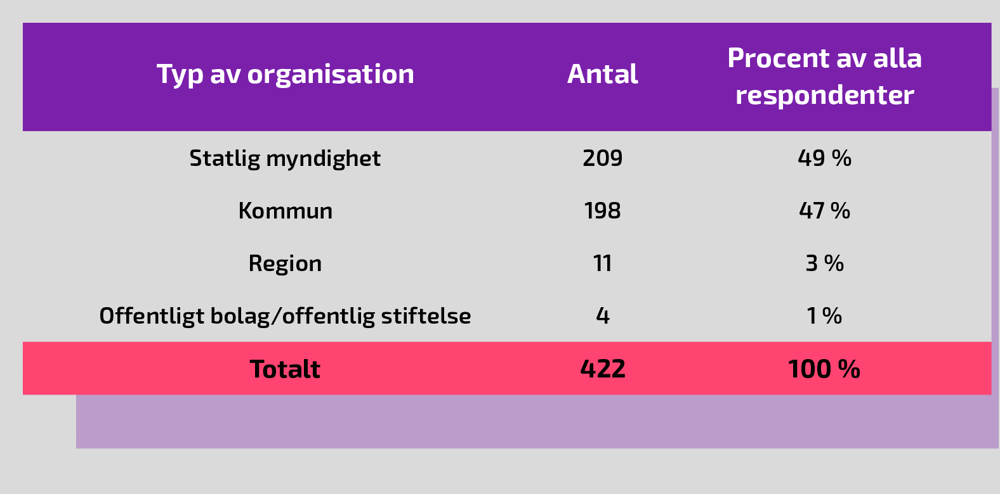 Typ av organisation Antal Procent av alla
respondenter
Statlig myndighet 209 49 %
Kommun 198 47 %
Region 11 3 %
Offentligt bolag/offentlig stiftelse 4 1 %
Totalt 422 100 %